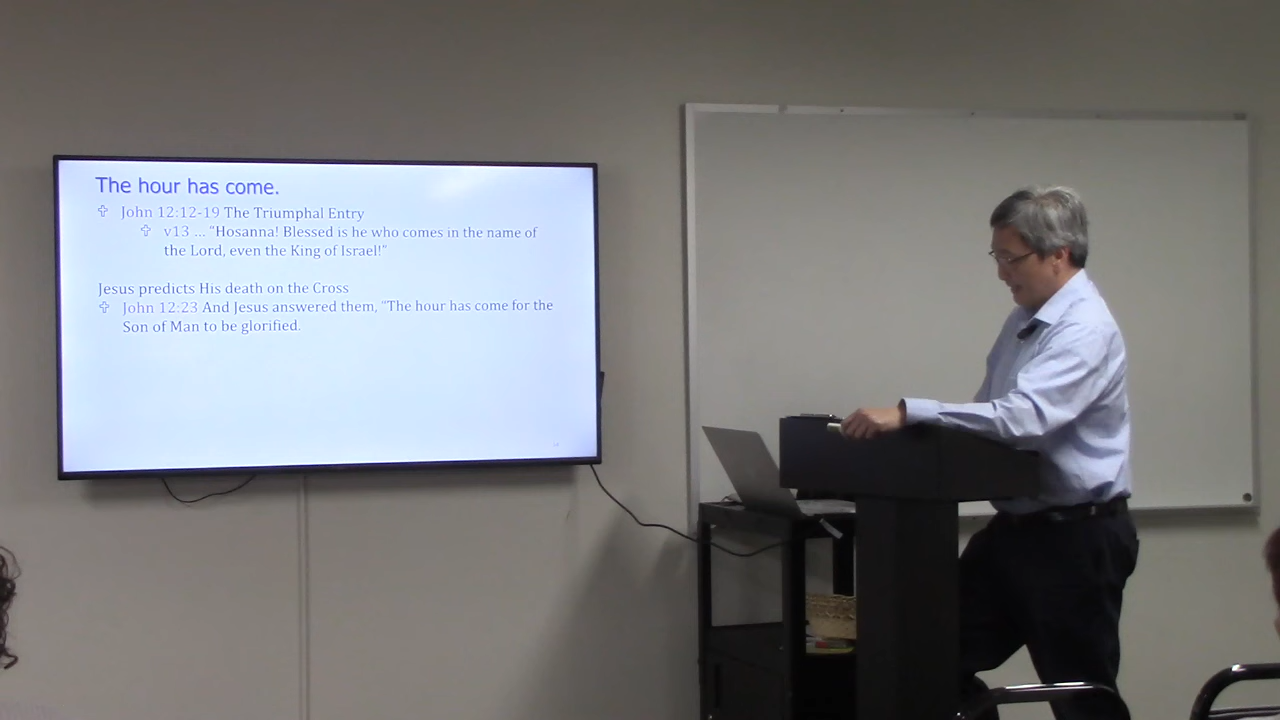 The hour has come.
John 12:12-19 The Triumphal Entry
v13 ... "Hosanna! Blessed is he who comes in the name of
the Lord, even the King of Israel!"
Jesus predicts His death on the Cross
John 12:23 And Jesus answered them, "The hour has come for the
Son of Man to be glorified.